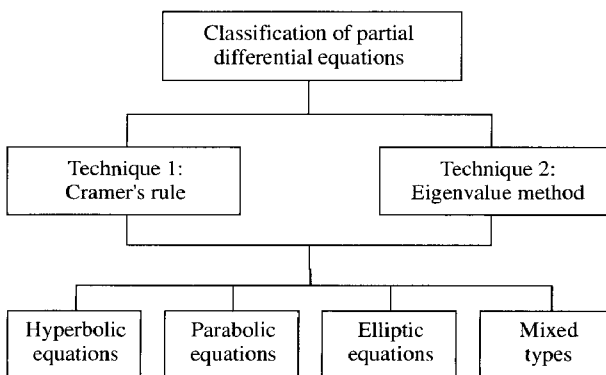 Classification of partial
differential equations
Technique 1:
Cramer's rule
Technique 2:
Eigenvalue method
Hyperbolic
equations
Parabolic
equations
Elliptic
equations
Mixed
types